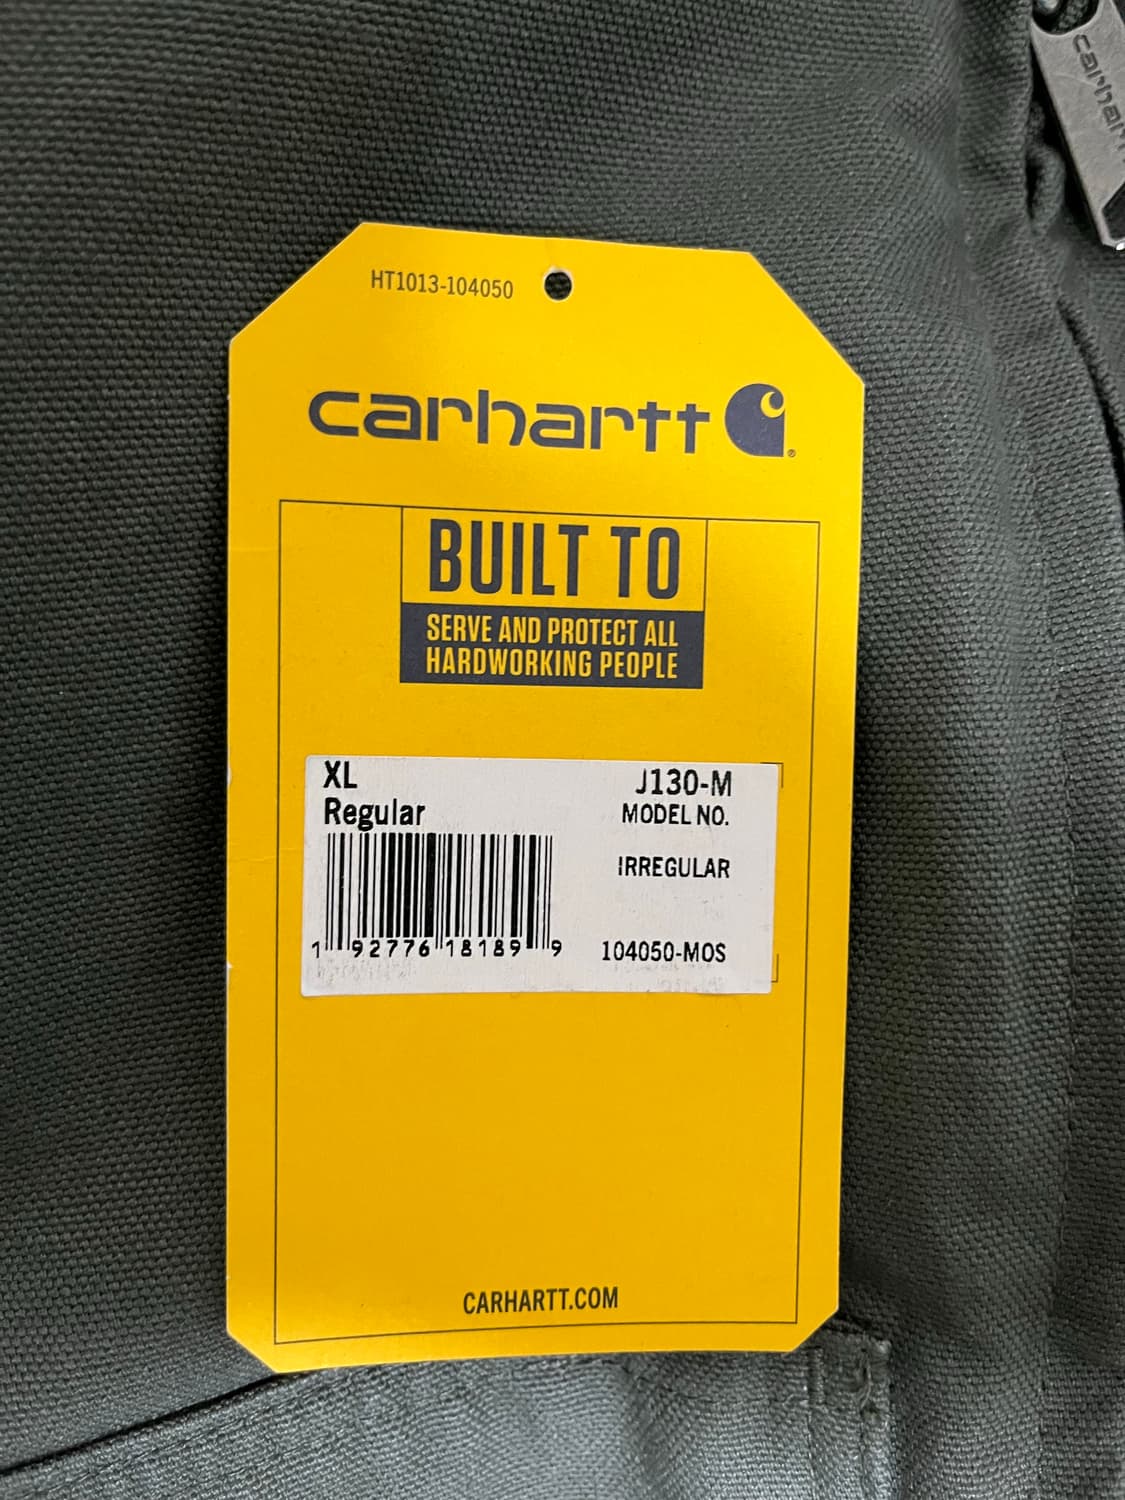 carhartt
HT1013-104050
carhartt
BUILT TO
SERVE AND PROTECT ALL
HARDWORKING PEOPLE
XL
Regular
J130-M
MODEL NO.
IRREGULAR
1 92776 18189 9
104050-MOS
CARHARTT.COM